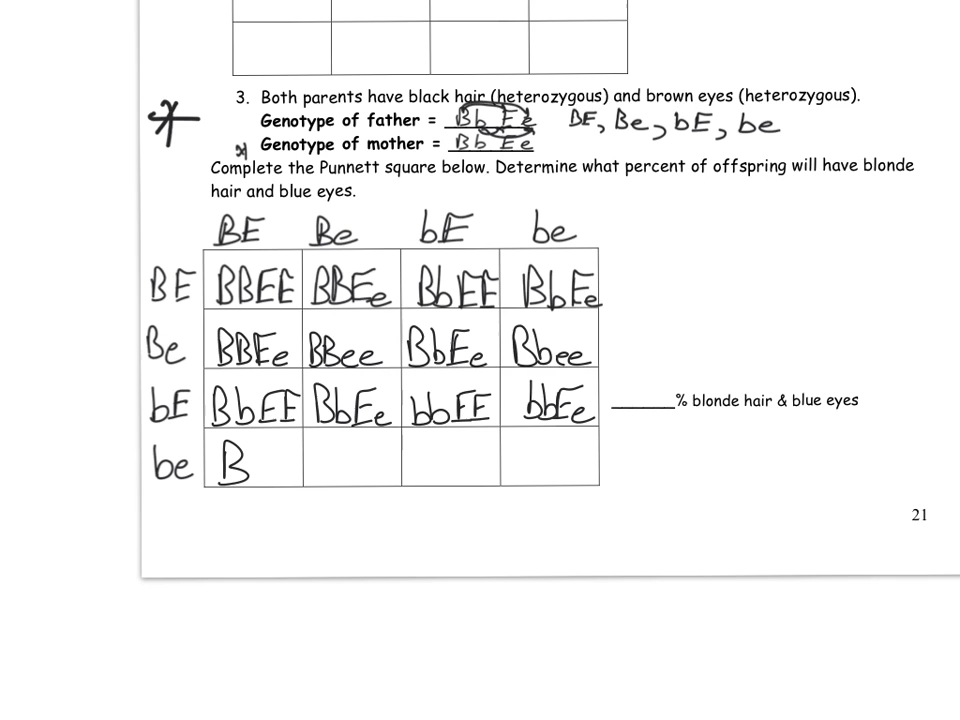 3. Both parents have black hair (heterozygous) and brown eyes (heterozygous).
Genotype of father = Bb Ee BE, Be, bE, be
Genotype of mother = Bb Ee
Complete the Punnett square below. Determine what percent of offspring will have blonde
hair and blue eyes.
BE Be bE be
BE BBEE BBEe BbEE BbEe
Be BBEe BBee BbEe Bbee
bE BbEE BbEe bbEE bbEe
______% blonde hair & blue eyes
be B
21